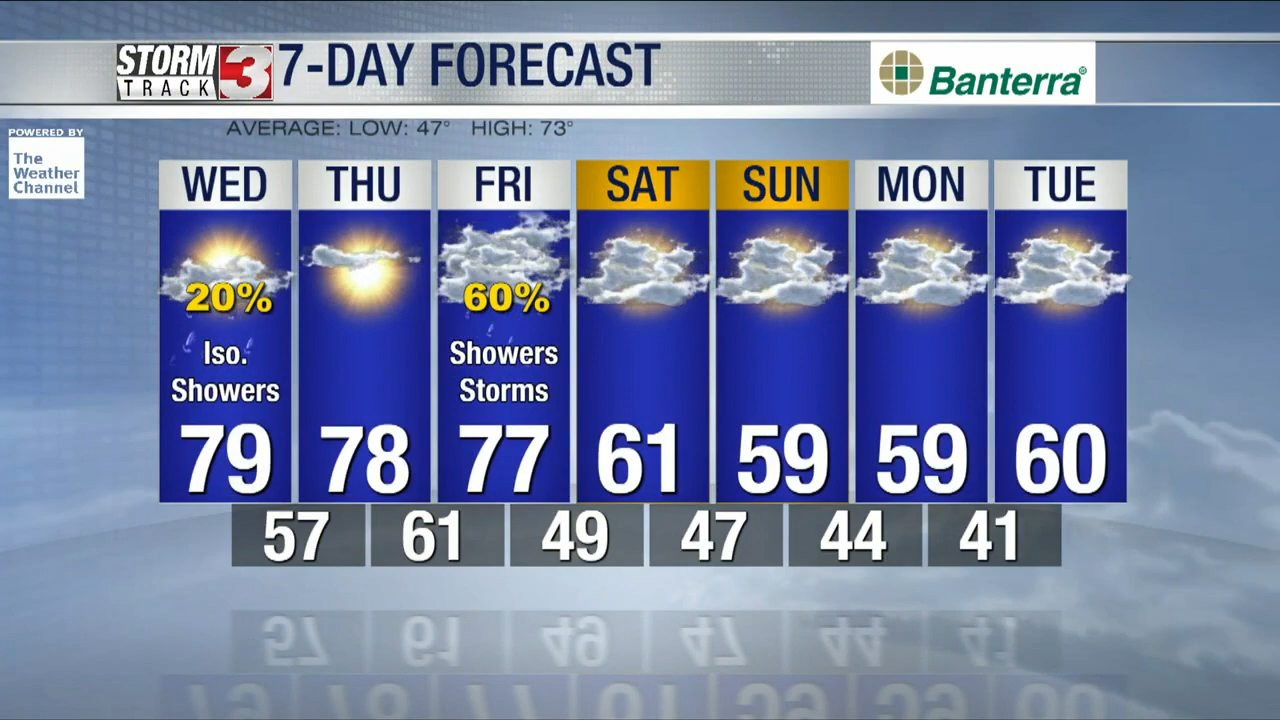 STORM TRACK 3 7-DAY FORECAST
Banterra®
AVERAGE: LOW: 47° HIGH: 73°
POWERED BY
The
Weather
Channel
WED THU FRI SAT SUN MON TUE
20% 60%
Iso. Showers
Showers Storms
79 78 77 61 59 59 60
57 61 49 47 44 41